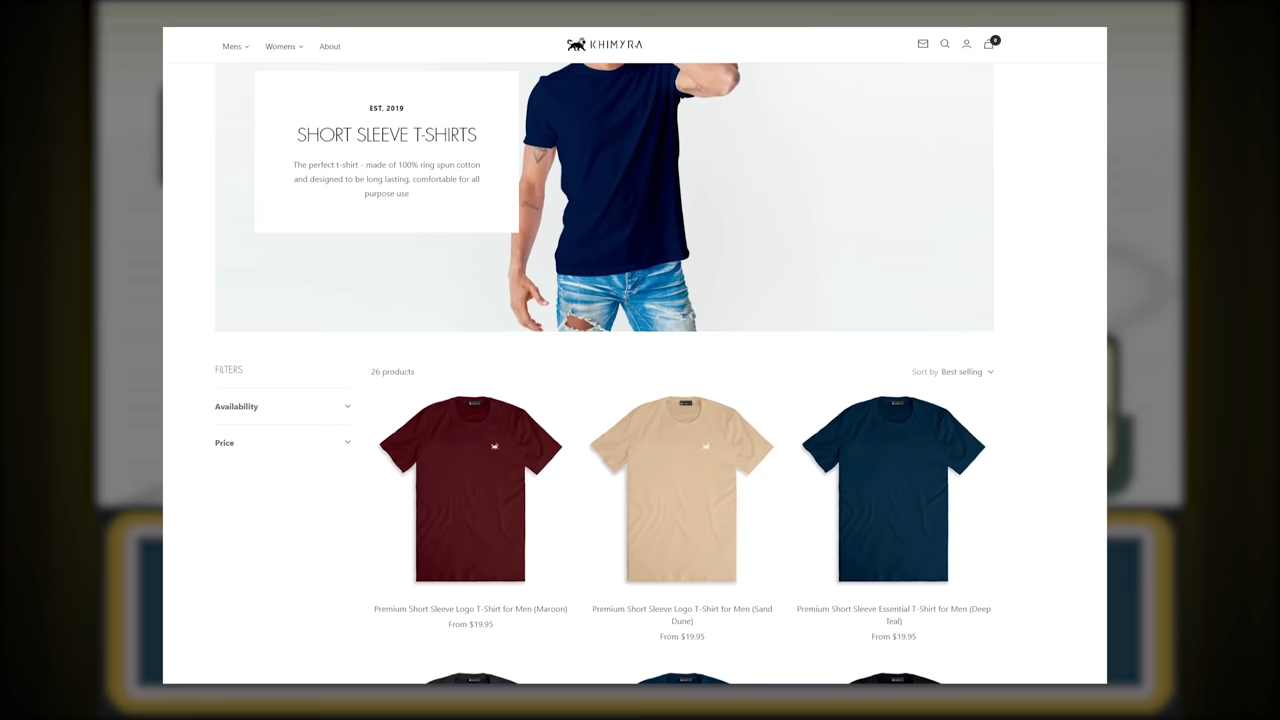 Mens
Womens
About
KHIMYRA
0
EST. 2019
SHORT SLEEVE T-SHIRTS
The perfect t-shirt - made of 100% ring spun cotton
and designed to be long lasting, comfortable for all
purpose use
FILTERS
Availability
Price
26 products
Sort by Best selling
Premium Short Sleeve Logo T-Shirt for Men (Maroon)
From $19.95
Premium Short Sleeve Logo T-Shirt for Men (Sand
Dune)
From $19.95
Premium Short Sleeve Essential T-Shirt for Men (Deep
Teal)
From $19.95